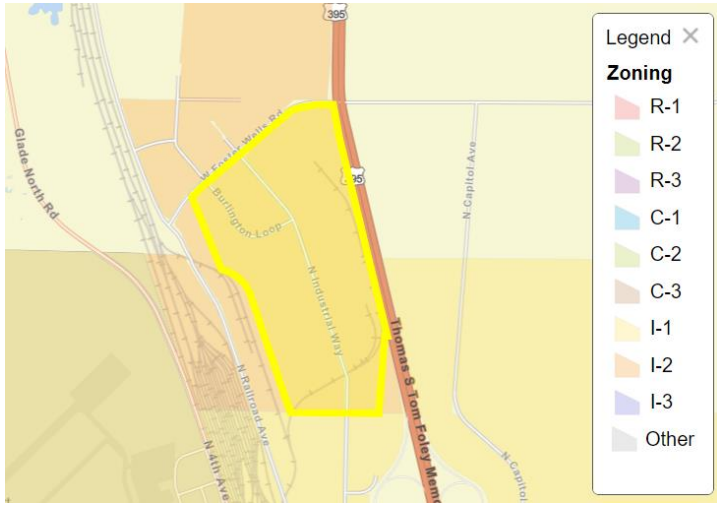 395
Legend ✕
Zoning
R-1
R-2
R-3
C-1
C-2
C-3
I-1
I-2
I-3
Other
W Foster Wells Rd
Glade North Rd
395
N Capitol Ave
Burlington Loop
N Industrial Way
Thomas S Tom Foley Memo
N Railroad Ave
N 4th Ave
N Capitol